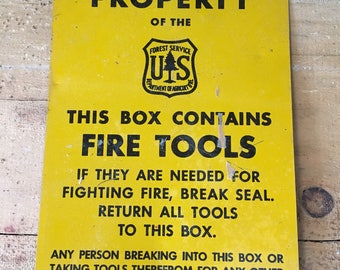 PROPERTY
OF THE
FOREST SERVICE
U S
DEPARTMENT OF AGRICULTURE
THIS BOX CONTAINS
FIRE TOOLS
IF THEY ARE NEEDED FOR
FIGHTING FIRE, BREAK SEAL.
RETURN ALL TOOLS
TO THIS BOX.
ANY PERSON BREAKING INTO THIS BOX OR
TAKING TOOLS THEREFROM FOR ANY OTHER